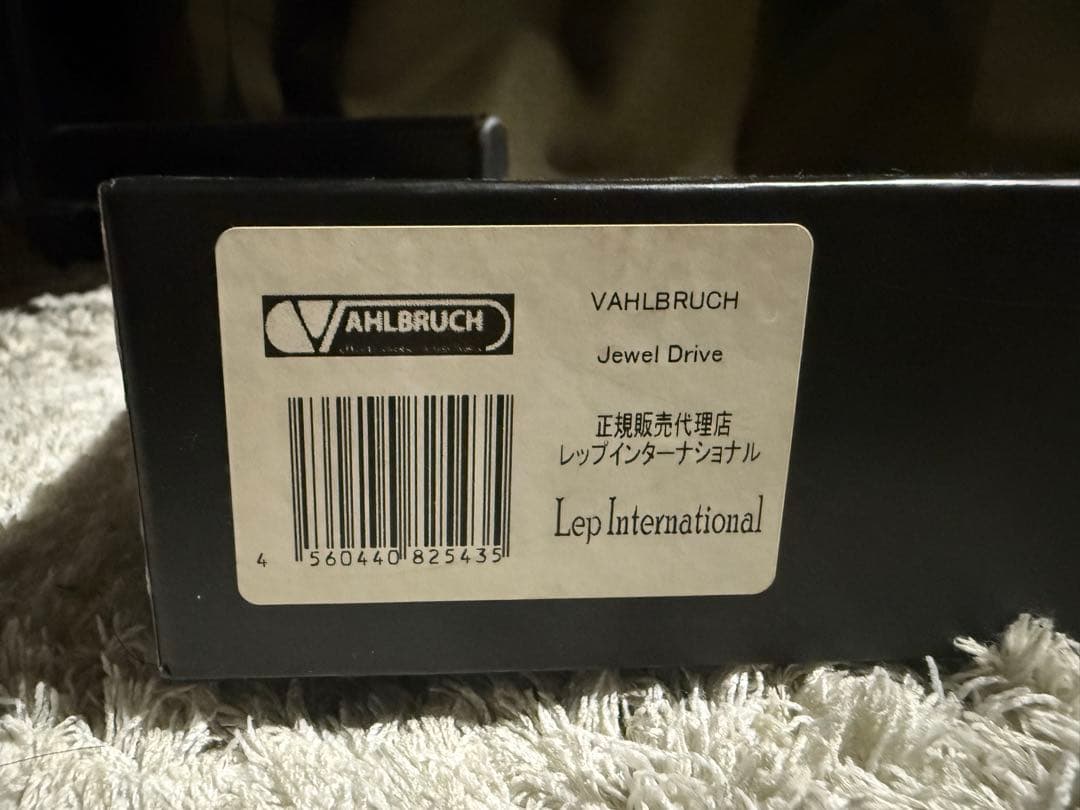 VAHLBRUCH
VAHLBRUCH
Jewel Drive
正規販売代理店
レップインターナショナル
Lep International
4 560440 825435